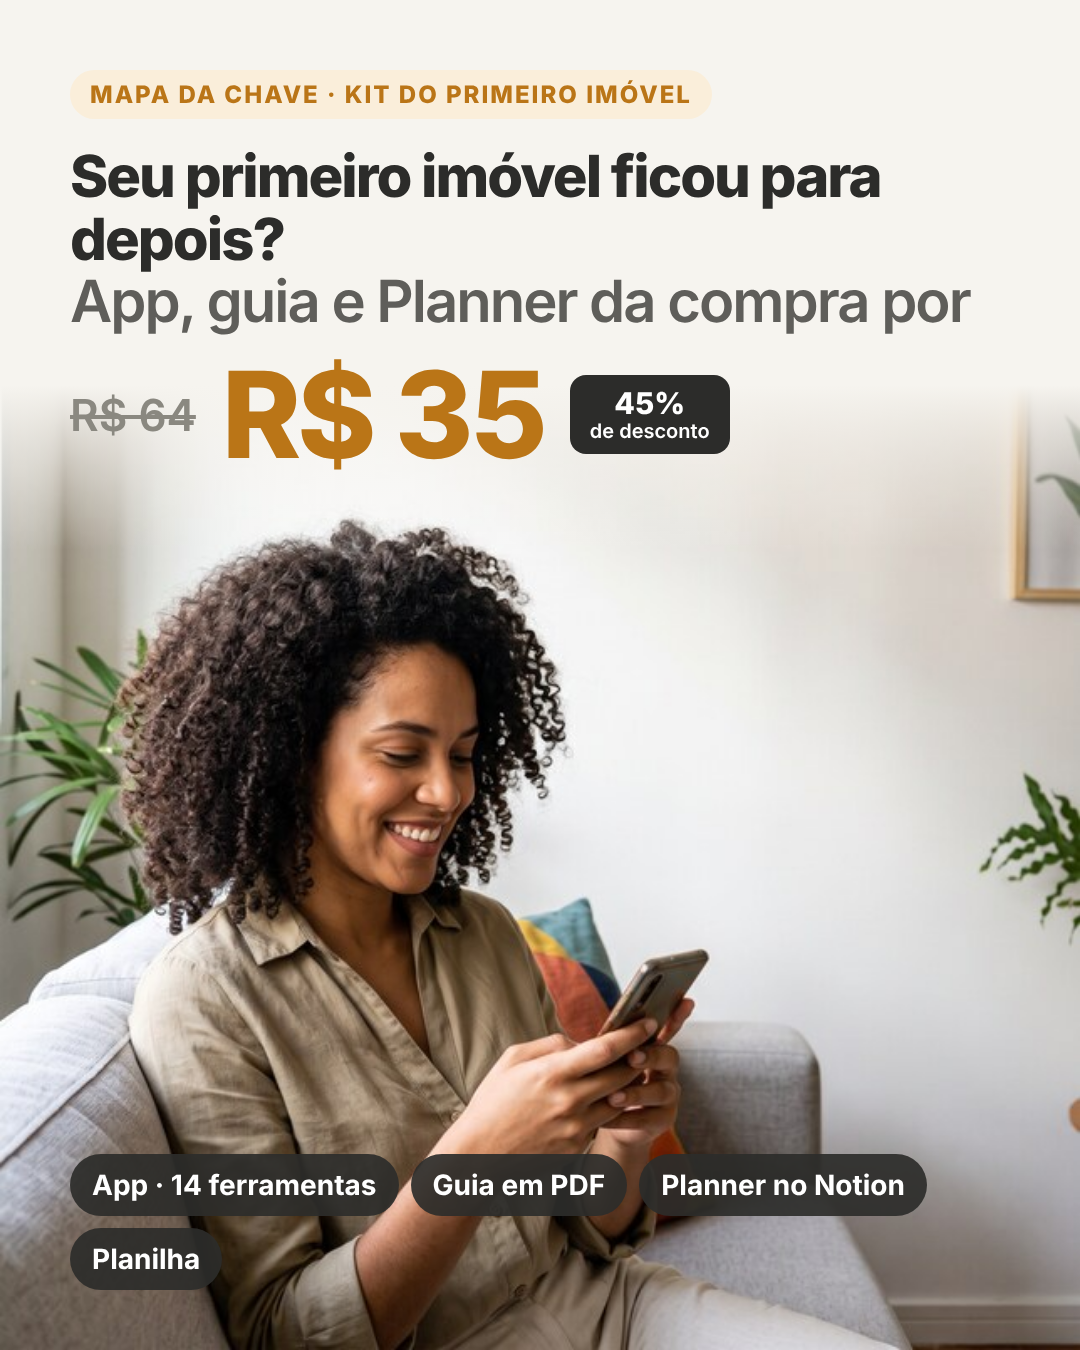 MAPA DA CHAVE · KIT DO PRIMEIRO IMÓVEL
Seu primeiro imóvel ficou para
depois?
App, guia e Planner da compra por
R$ 64 R$ 35 45%
de desconto
App · 14 ferramentas Guia em PDF Planner no Notion
Planilha